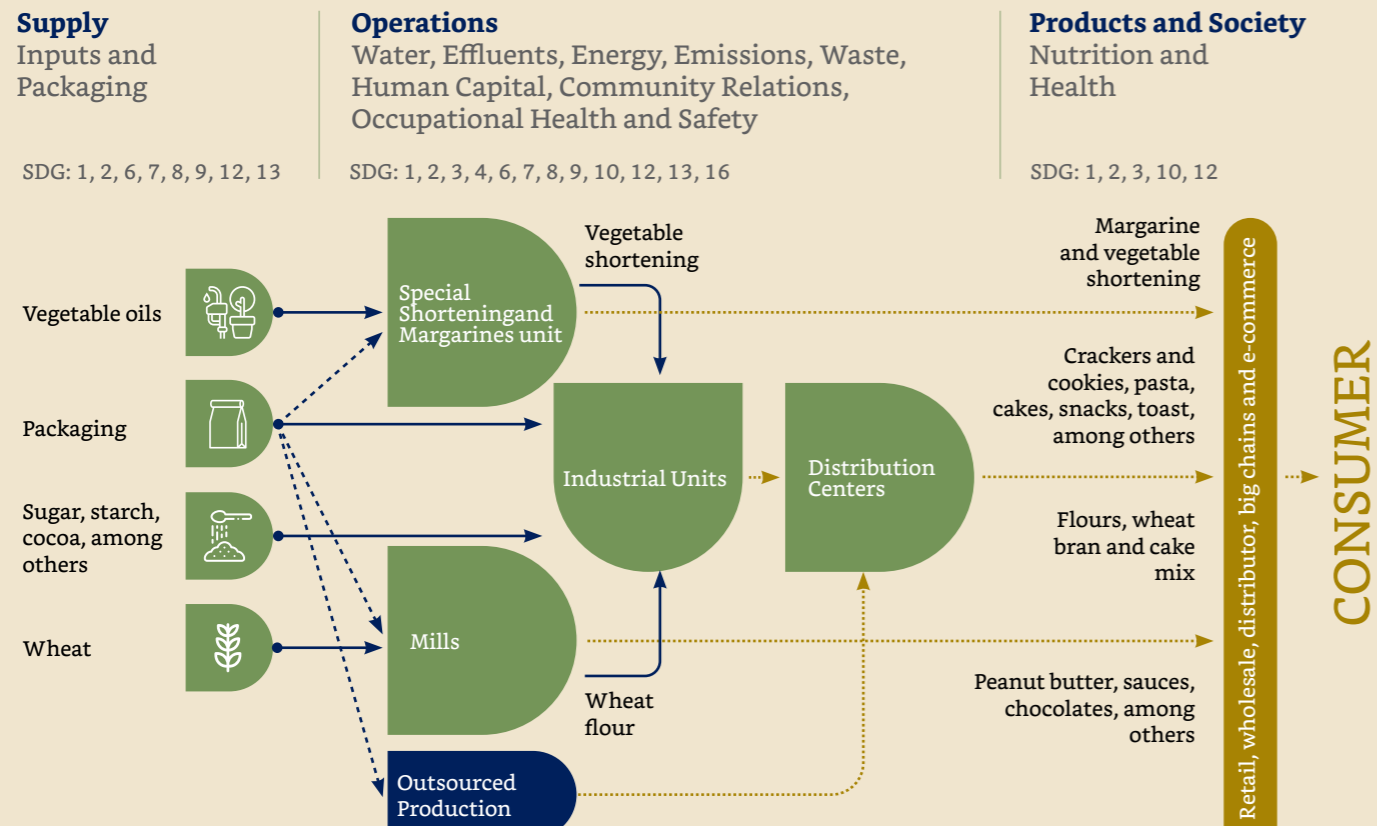 Supply
Inputs and
Packaging
SDG: 1, 2, 6, 7, 8, 9, 12, 13
Operations
Water, Effluents, Energy, Emissions, Waste,
Human Capital, Community Relations,
Occupational Health and Safety
SDG: 1, 2, 3, 4, 6, 7, 8, 9, 10, 12, 13, 16
Products and Society
Nutrition and
Health
SDG: 1, 2, 3, 10, 12
Vegetable oils
Packaging
Sugar, starch,
cocoa, among
others
Wheat
Special
Shorteningand
Margarines unit
Vegetable
shortening
Industrial Units
Distribution
Centers
Mills
Wheat
flour
Outsourced
Production
Margarine
and vegetable
shortening
Crackers and
cookies, pasta,
cakes, snacks, toast,
among others
Flours, wheat
bran and cake
mix
Peanut butter, sauces,
chocolates, among
others
Retail, wholesale, distributor, big chains and e-commerce
CONSUMER